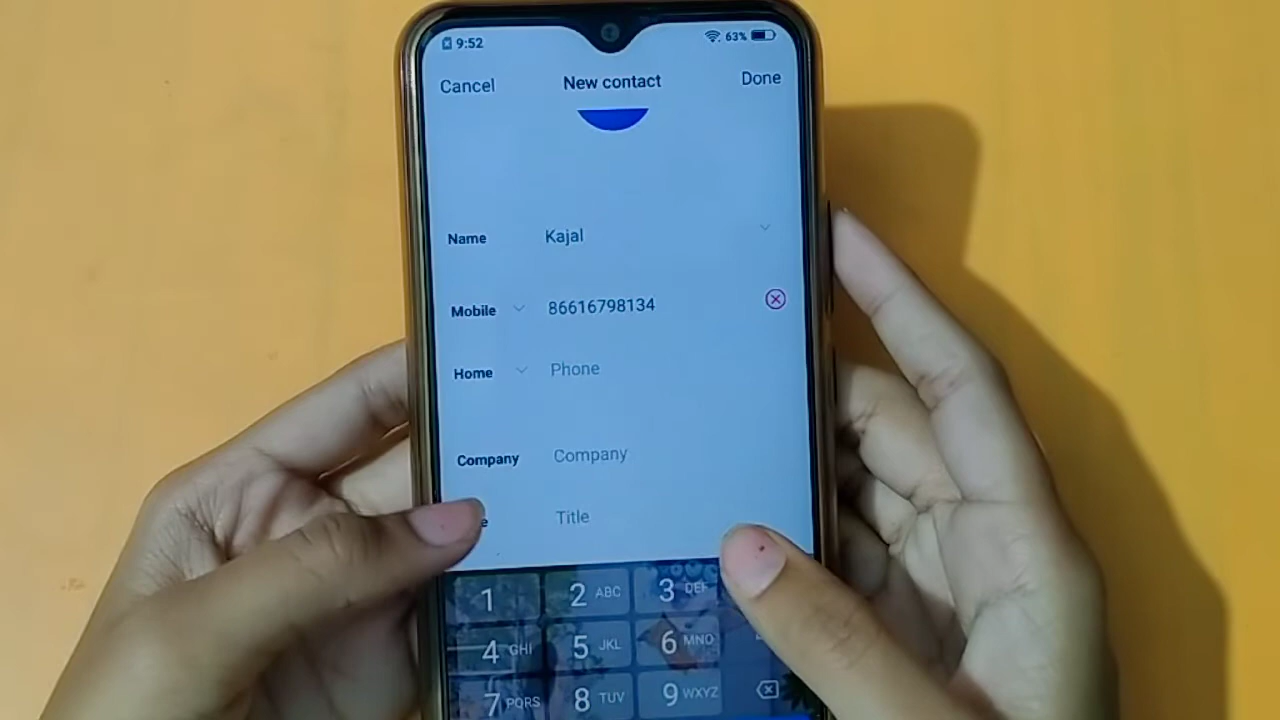 9:52 63%
Cancel New contact Done
Name Kajal
Mobile 86616798134
Home Phone
Company Company
Title
1 2 ABC 3 DEF
4 GHI 5 JKL 6 MNO
7 PQRS 8 TUV 9 WXYZ